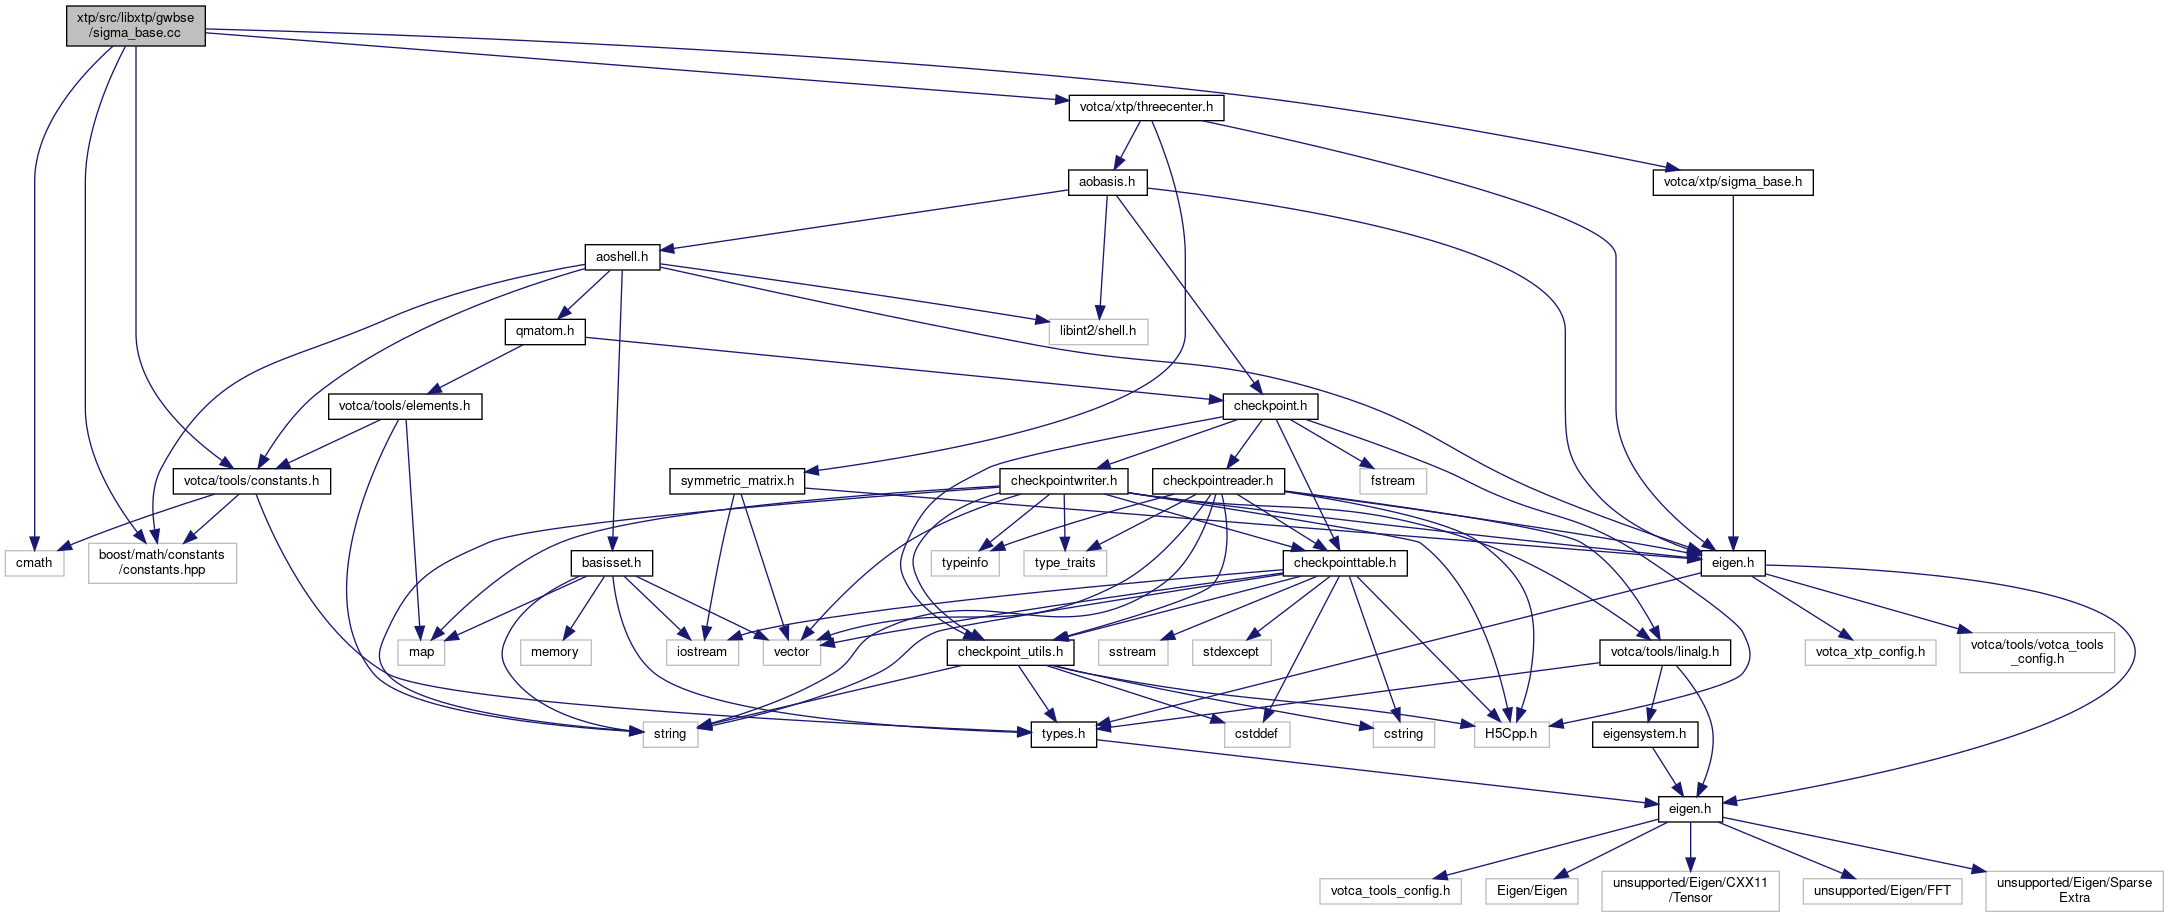 xtp/src/libxtp/gwbse
/sigma_base.cc
votca/xtp/threecenter.h
aobasis.h
votca/xtp/sigma_base.h
aoshell.h
qmatom.h
libint2/shell.h
votca/tools/elements.h
checkpoint.h
votca/tools/constants.h
symmetric_matrix.h
checkpointwriter.h
checkpointreader.h
fstream
cmath
boost/math/constants
/constants.hpp
basisset.h
typeinfo
type_traits
checkpointtable.h
eigen.h
map
memory
iostream
vector
checkpoint_utils.h
sstream
stdexcept
votca/tools/linalg.h
votca_xtp_config.h
votca/tools/votca_tools
_config.h
string
types.h
cstddef
cstring
H5Cpp.h
eigensystem.h
eigen.h
votca_tools_config.h
Eigen/Eigen
unsupported/Eigen/CXX11
/Tensor
unsupported/Eigen/FFT
unsupported/Eigen/Sparse
Extra